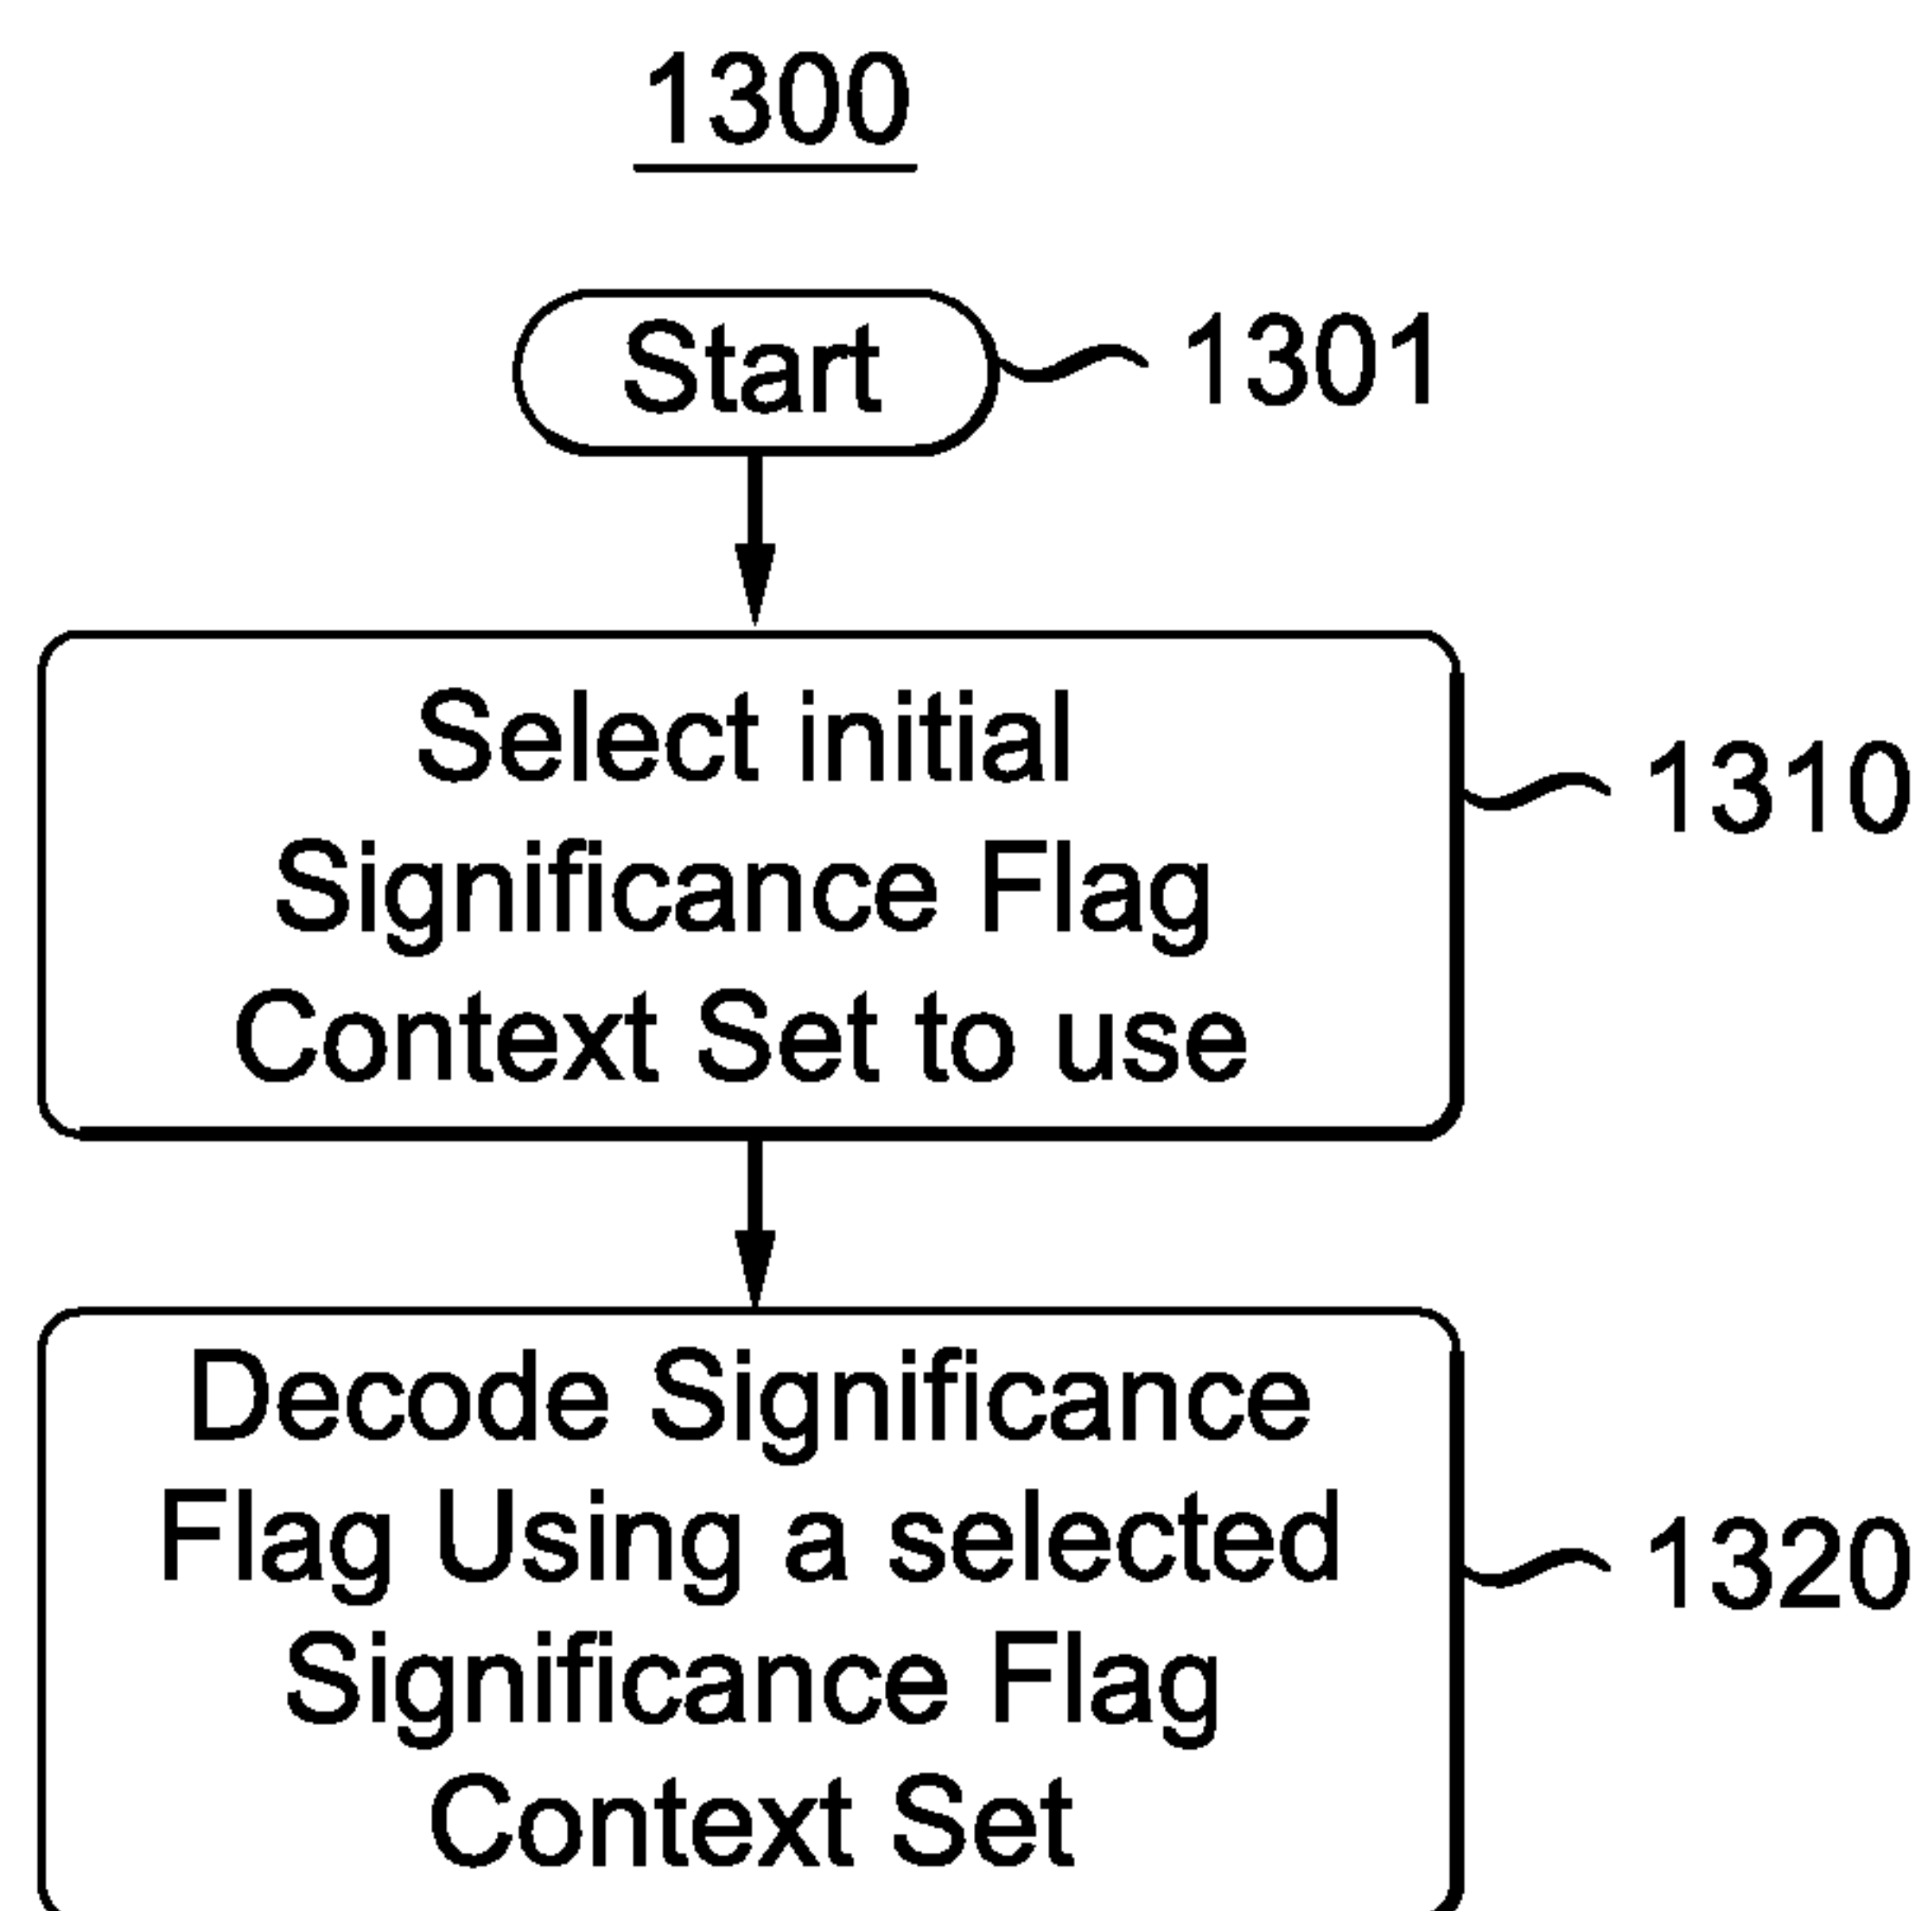 1300
Start
1301
Select initial
Significance Flag
Context Set to use
1310
Decode Significance
Flag Using a selected
Significance Flag
Context Set
1320